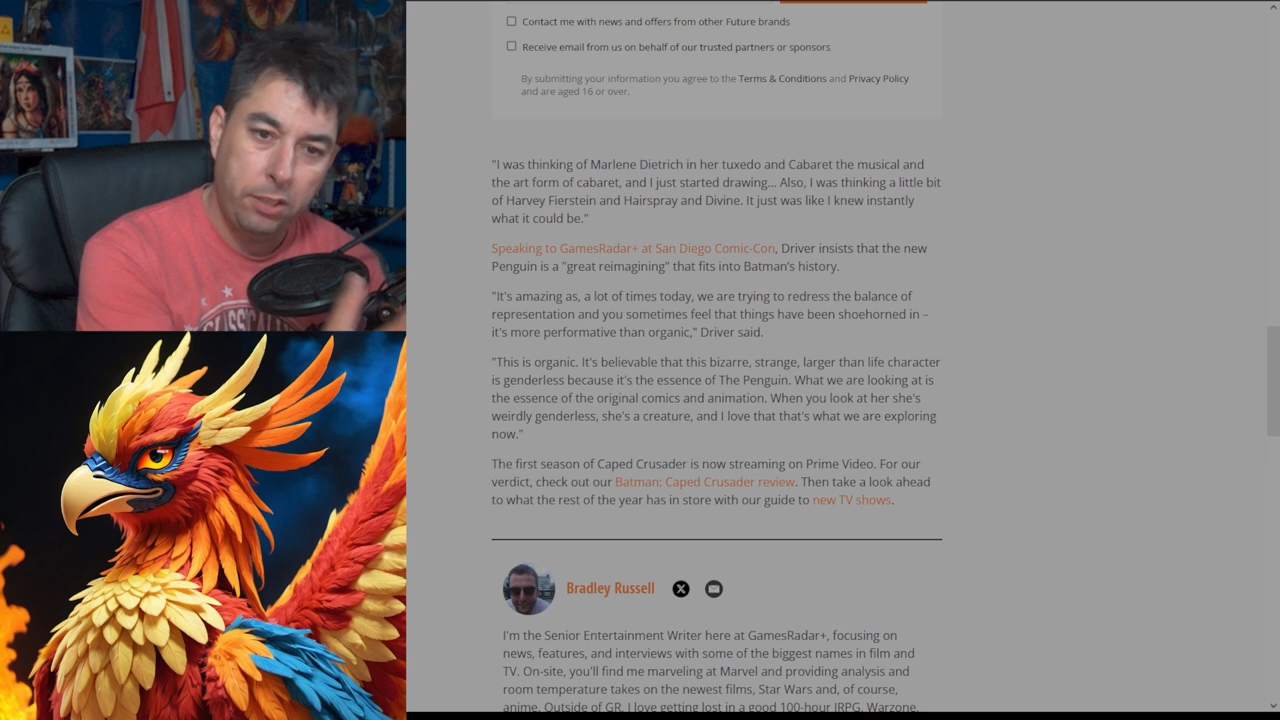 Contact me with news and offers from other Future brands
Receive email from us on behalf of our trusted partners or sponsors
By submitting your information you agree to the Terms & Conditions and Privacy Policy
and are aged 16 or over.
"I was thinking of Marlene Dietrich in her tuxedo and Cabaret the musical and
the art form of cabaret, and I just started drawing... Also, I was thinking a little bit
of Harvey Fierstein and Hairspray and Divine. It just was like I knew instantly
what it could be."
Speaking to GamesRadar+ at San Diego Comic-Con, Driver insists that the new
Penguin is a "great reimagining" that fits into Batman’s history.
"It's amazing as, a lot of times today, we are trying to redress the balance of
representation and you sometimes feel that things have been shoehorned in –
it's more performative than organic," Driver said.
"This is organic. It's believable that this bizarre, strange, larger than life character
is genderless because it's the essence of The Penguin. What we are looking at is
the essence of the original comics and animation. When you look at her she's
weirdly genderless, she's a creature, and I love that that's what we are exploring
now."
The first season of Caped Crusader is now streaming on Prime Video. For our
verdict, check out our Batman: Caped Crusader review. Then take a look ahead
to what the rest of the year has in store with our guide to new TV shows.
Bradley Russell
I'm the Senior Entertainment Writer here at GamesRadar+, focusing on
news, features, and interviews with some of the biggest names in film and
TV. On-site, you'll find me marveling at Marvel and providing analysis and
room temperature takes on the newest films, Star Wars and, of course,
anime. Outside of GR, I love getting lost in a good 100-hour JRPG, Warzone,